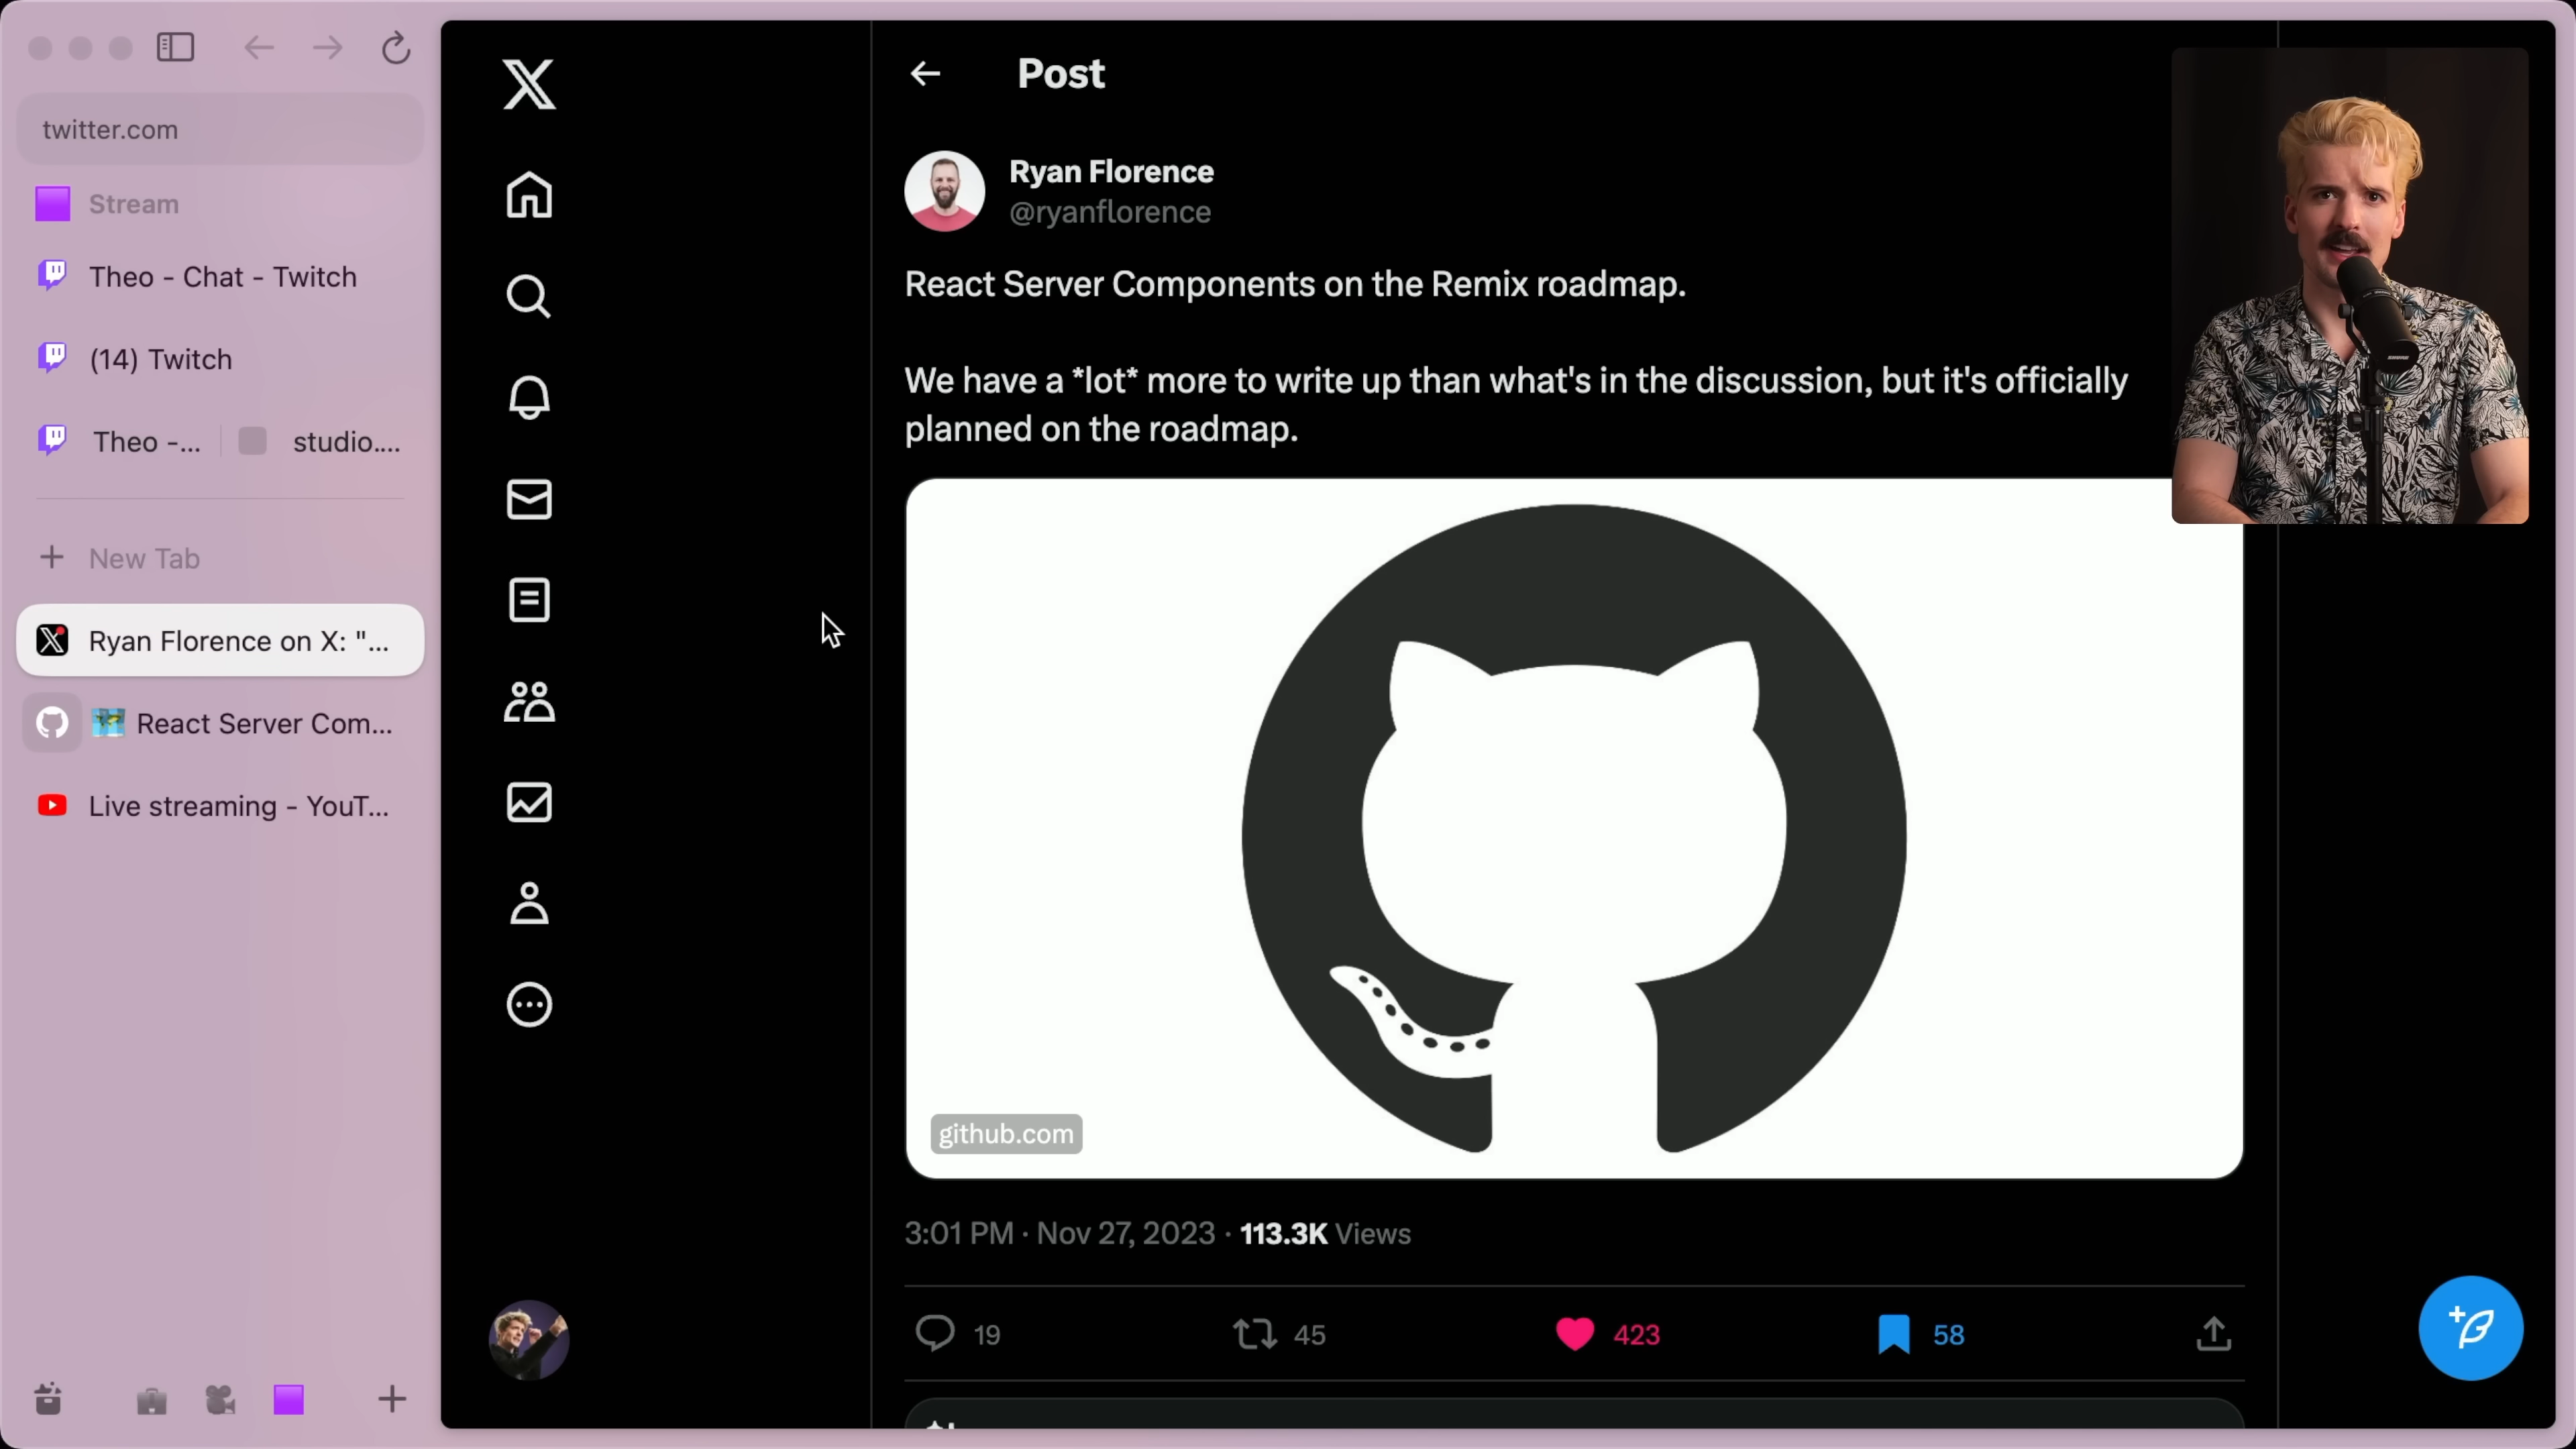 twitter.com
Stream
Theo - Chat - Twitch
(14) Twitch
Theo -...
studio....
New Tab
Ryan Florence on X: "...
React Server Com...
Live streaming - YouT...
Post
Ryan Florence
@ryanflorence
React Server Components on the Remix roadmap.
We have a *lot* more to write up than what's in the discussion, but it's officially
planned on the roadmap.
github.com
3:01 PM · Nov 27, 2023 · 113.3K Views
19
45
423
58